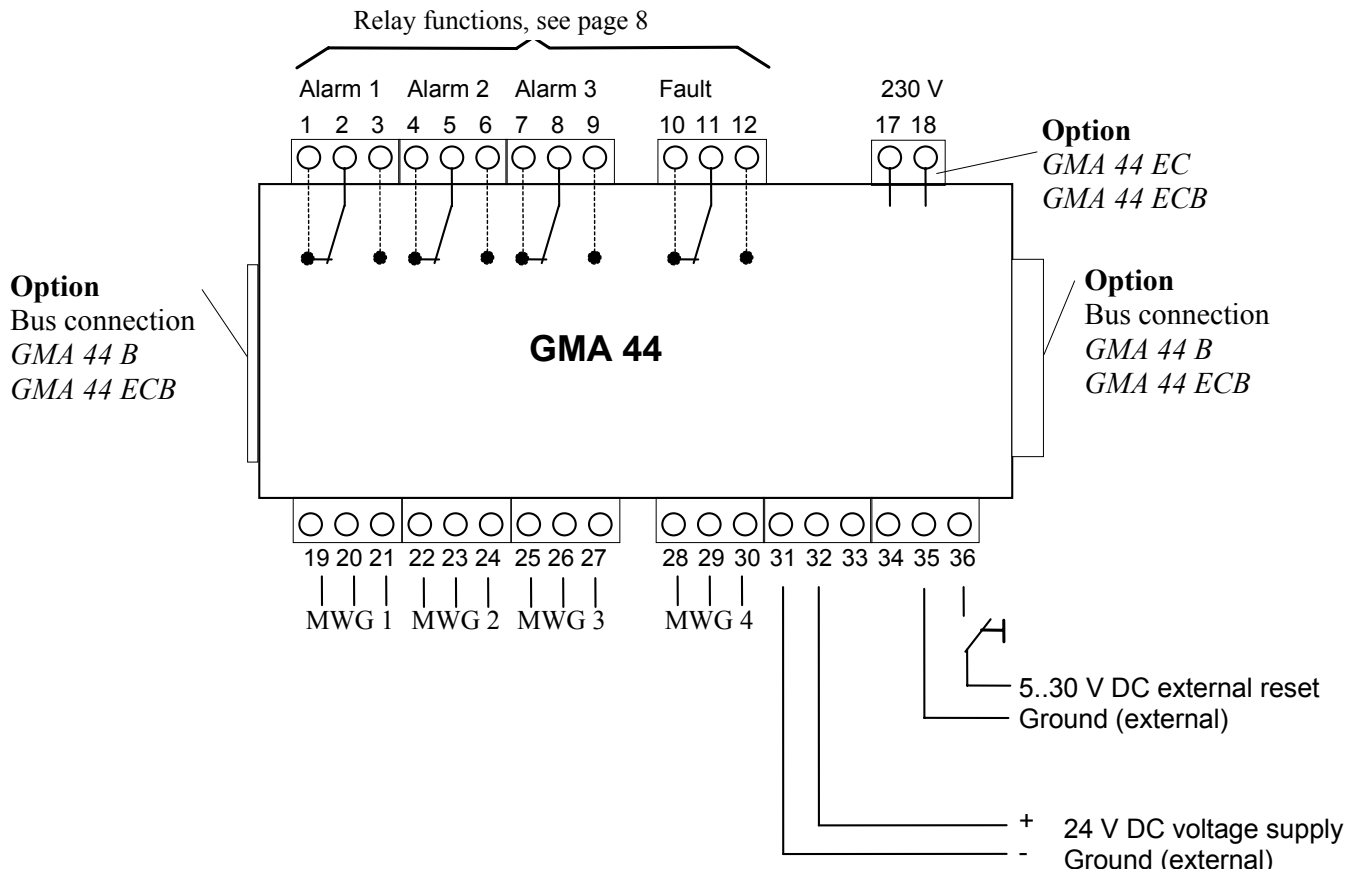 Relay functions, see page 8
Alarm 1 Alarm 2 Alarm 3 Fault 230 V
1 2 3 4 5 6 7 8 9 10 11 12 17 18
Option
GMA 44 EC
GMA 44 ECB
Option
Bus connection
GMA 44 B
GMA 44 ECB
GMA 44
Option
Bus connection
GMA 44 B
GMA 44 ECB
19 20 21 22 23 24 25 26 27 28 29 30 31 32 33 34 35 36
MWG 1 MWG 2 MWG 3 MWG 4
5..30 V DC external reset
Ground (external)
+ 24 V DC voltage supply
- Ground (external)